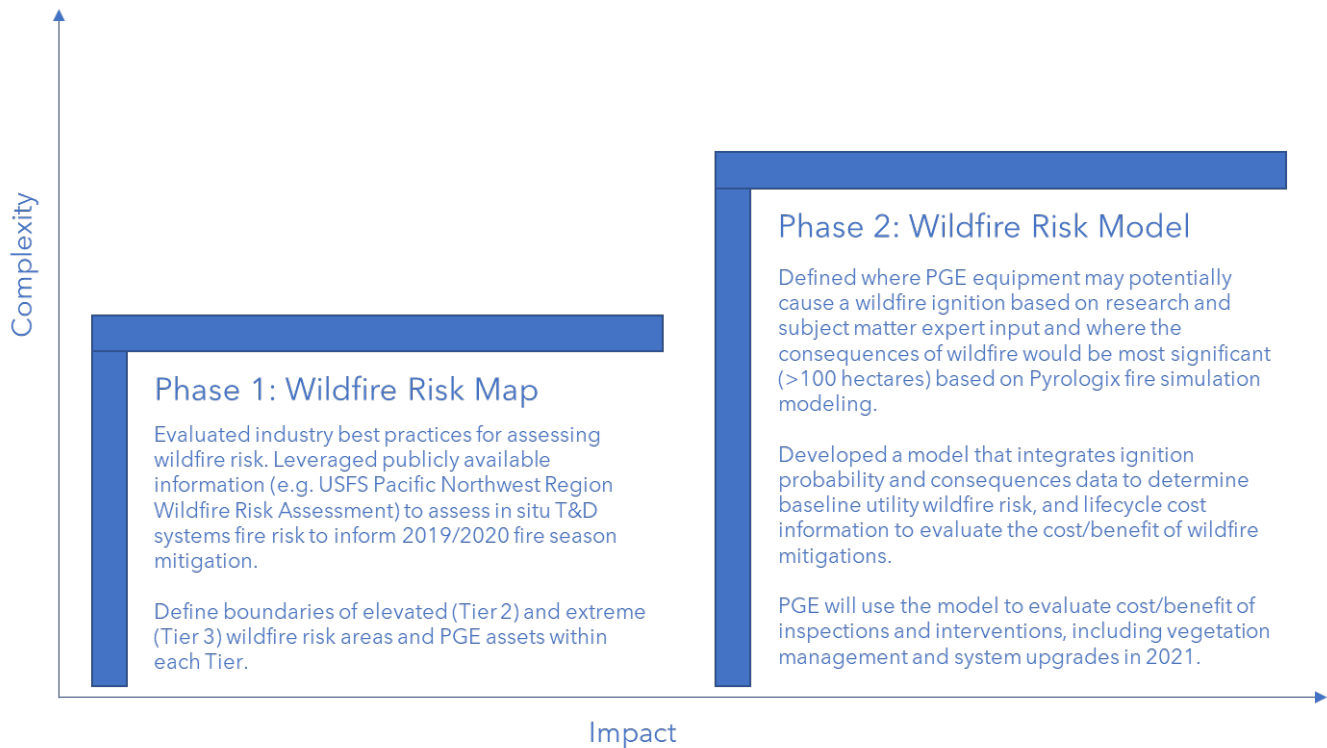 Complexity
Phase 1: Wildfire Risk Map
Evaluated industry best practices for assessing
wildfire risk. Leveraged publicly available
information (e.g. USFS Pacific Northwest Region
Wildfire Risk Assessment) to assess in situ T&D
systems fire risk to inform 2019/2020 fire season
mitigation.
Define boundaries of elevated (Tier 2) and extreme
(Tier 3) wildfire risk areas and PGE assets within
each Tier.
Phase 2: Wildfire Risk Model
Defined where PGE equipment may potentially
cause a wildfire ignition based on research and
subject matter expert input and where the
consequences of wildfire would be most significant
(>100 hectares) based on Pyrologix fire simulation
modeling.
Developed a model that integrates ignition
probability and consequences data to determine
baseline utility wildfire risk, and lifecycle cost
information to evaluate the cost/benefit of wildfire
mitigations.
PGE will use the model to evaluate cost/benefit of
inspections and interventions, including vegetation
management and system upgrades in 2021.
Impact